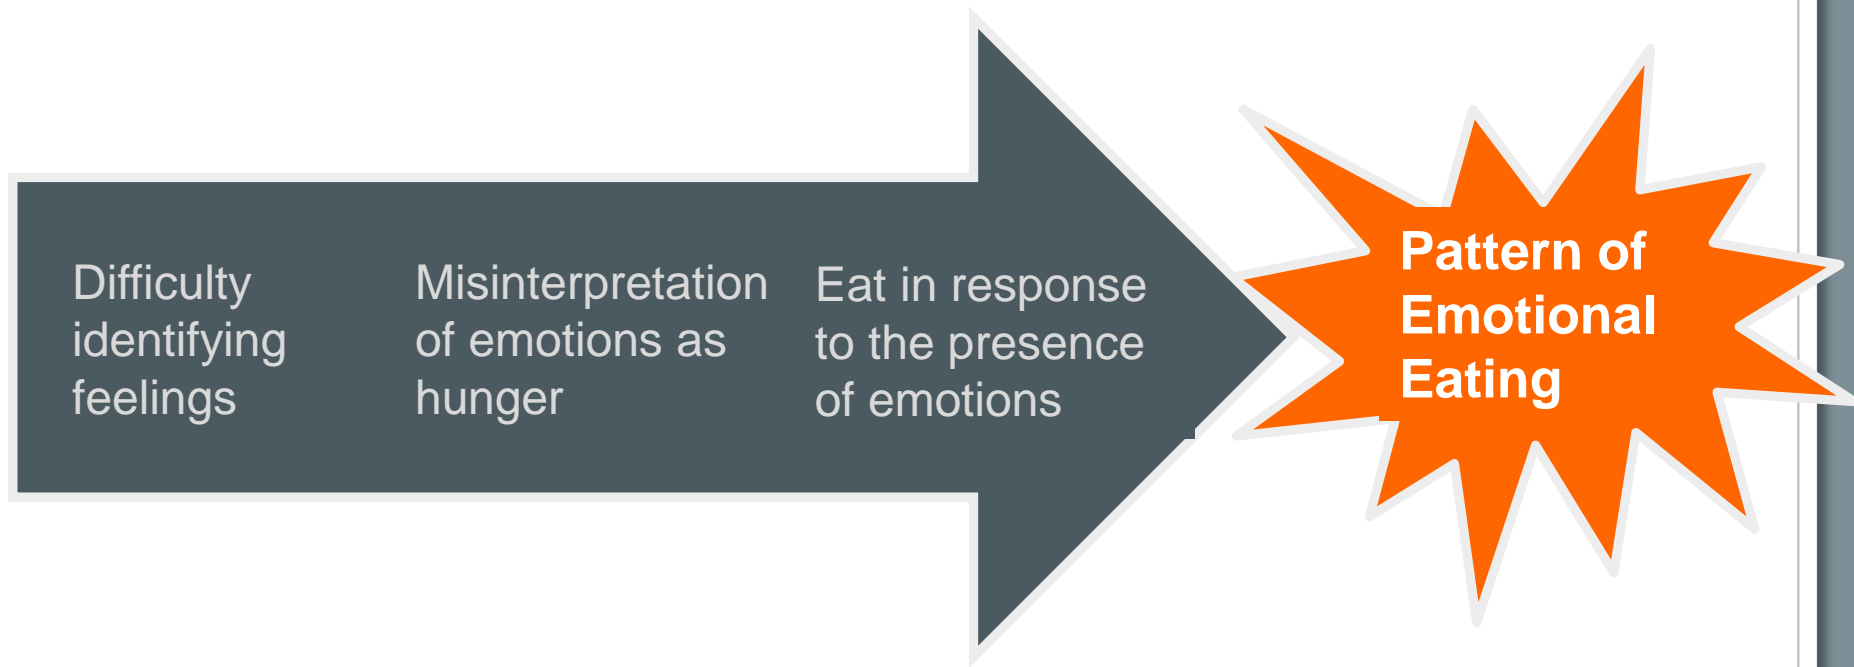 Difficulty
identifying
feelings
Misinterpretation
of emotions as
hunger
Eat in response
to the presence
of emotions
Pattern of
Emotional
Eating